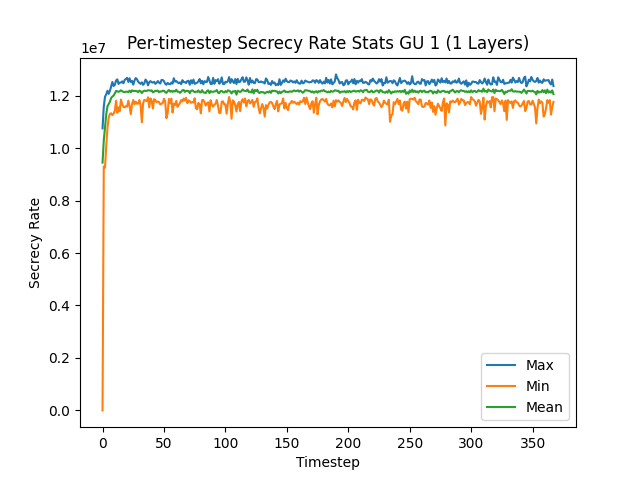 Per-timestep Secrecy Rate Stats GU 1 (1 Layers)
1e7
1.2
1.0
0.8
0.6
0.4
0.2
0.0
Secrecy Rate
0 50 100 150 200 250 300 350
Timestep
Max
Min
Mean